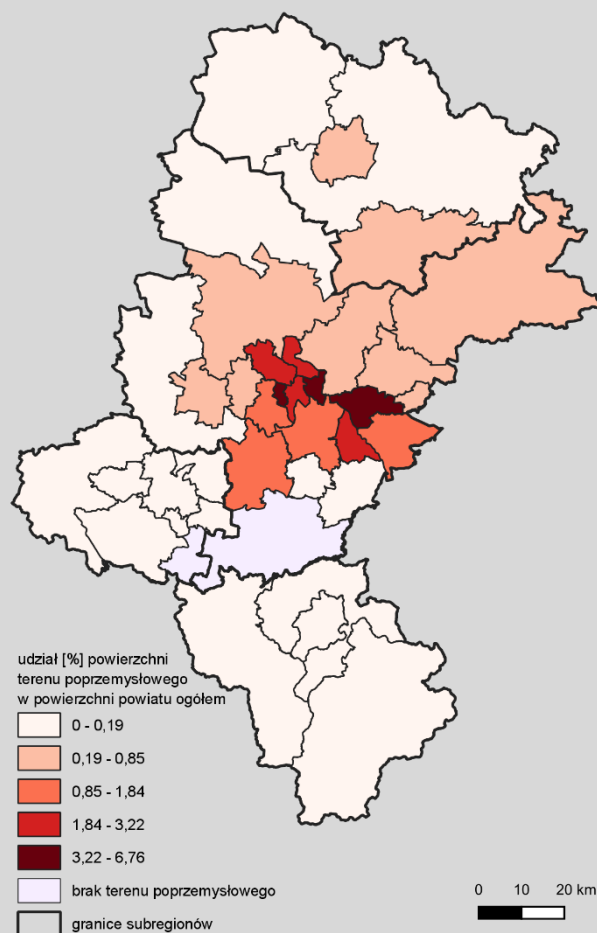 udział [%] powierzchni
terenu poprzemysłowego
w powierzchni powiatu ogółem
0 - 0,19
0,19 - 0,85
0,85 - 1,84
1,84 - 3,22
3,22 - 6,76
brak terenu poprzemysłowego
granice subregionów
0 10 20 km